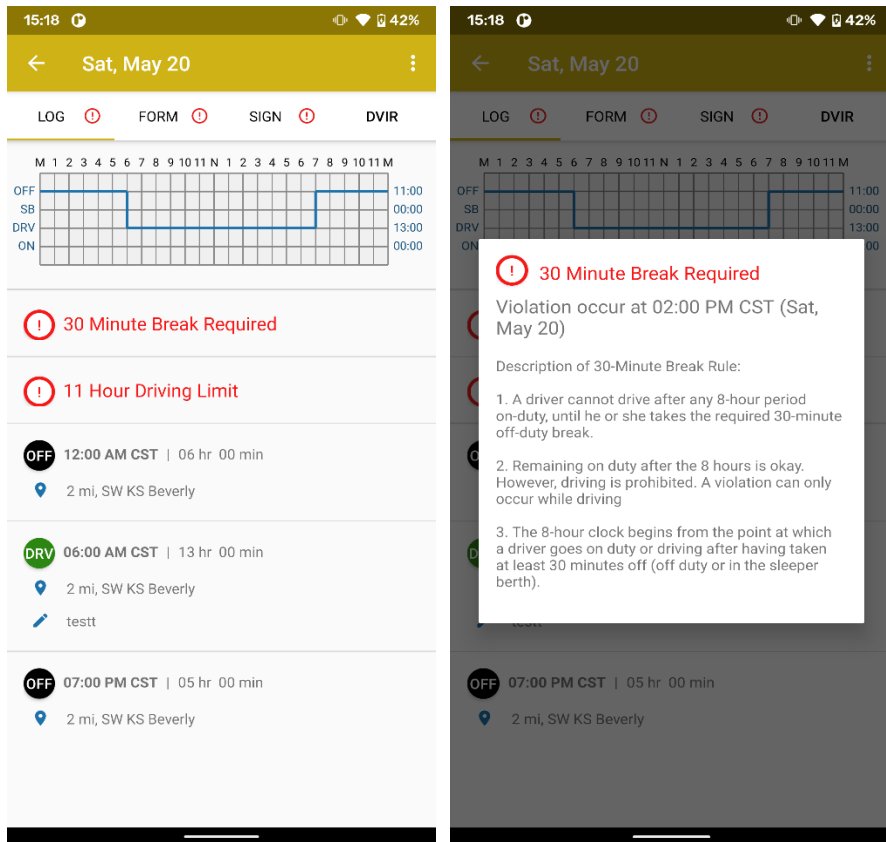 15:18 42%
Sat, May 20
LOG FORM SIGN DVIR
M 1 2 3 4 5 6 7 8 9 10 11 N 1 2 3 4 5 6 7 8 9 10 11 M
OFF 11:00
SB 00:00
DRV 13:00
ON 00:00
30 Minute Break Required
11 Hour Driving Limit
OFF 12:00 AM CST | 06 hr 00 min
2 mi, SW KS Beverly
DRV 06:00 AM CST | 13 hr 00 min
2 mi, SW KS Beverly
testt
OFF 07:00 PM CST | 05 hr 00 min
2 mi, SW KS Beverly
15:18 42%
Sat, May 20
LOG FORM SIGN DVIR
M 1 2 3 4 5 6 7 8 9 10 11 N 1 2 3 4 5 6 7 8 9 10 11 M
OFF 11:00
SB 00:00
DRV 13:00
ON 00
30 Minute Break Required
Violation occur at 02:00 PM CST (Sat,
May 20)
Description of 30-Minute Break Rule:
1. A driver cannot drive after any 8-hour period
on-duty, until he or she takes the required 30-minute
off-duty break.
2. Remaining on duty after the 8 hours is okay.
However, driving is prohibited. A violation can only
occur while driving
3. The 8-hour clock begins from the point at which
a driver goes on duty or driving after having taken
at least 30 minutes off (off duty or in the sleeper
berth).
OFF 07:00 PM CST | 05 hr 00 min
2 mi, SW KS Beverly